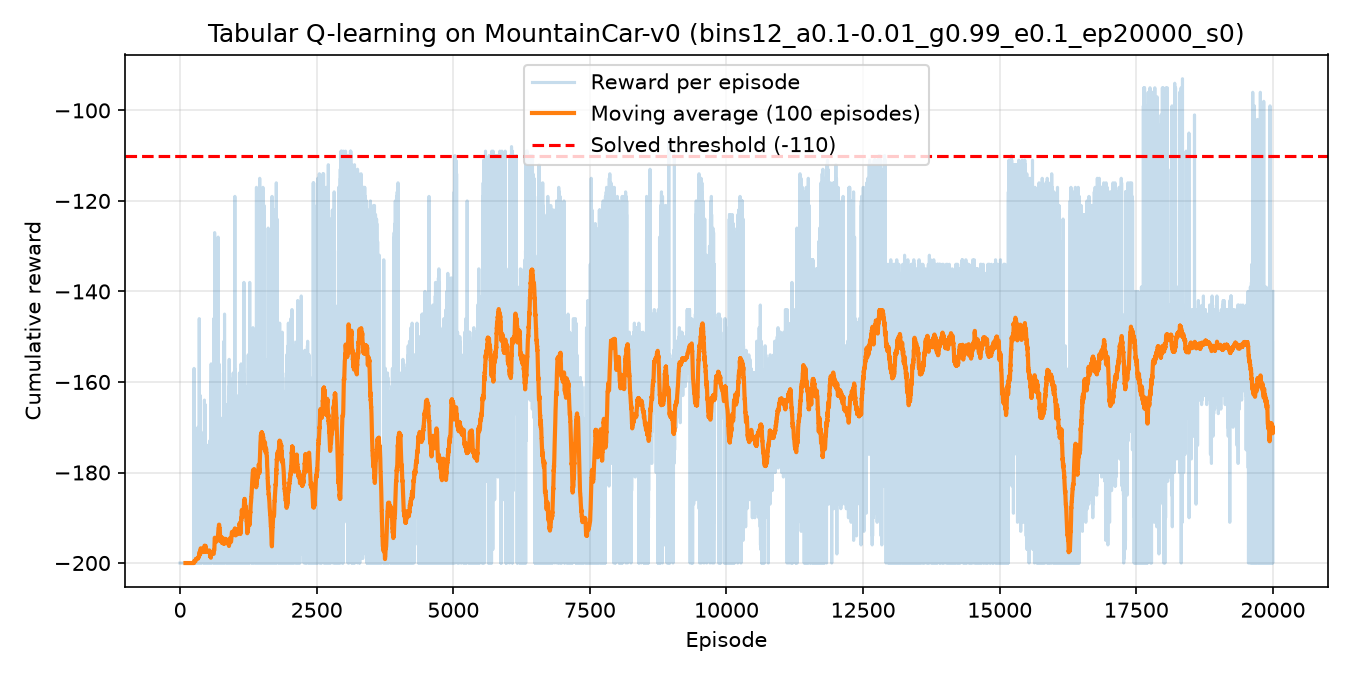 Tabular Q-learning on MountainCar-v0 (bins12_a0.1-0.01_g0.99_e0.1_ep20000_s0)
Reward per episode
Moving average (100 episodes)
Solved threshold (-110)
Cumulative reward
−100
−120
−140
−160
−180
−200
0 2500 5000 7500 10000 12500 15000 17500 20000
Episode